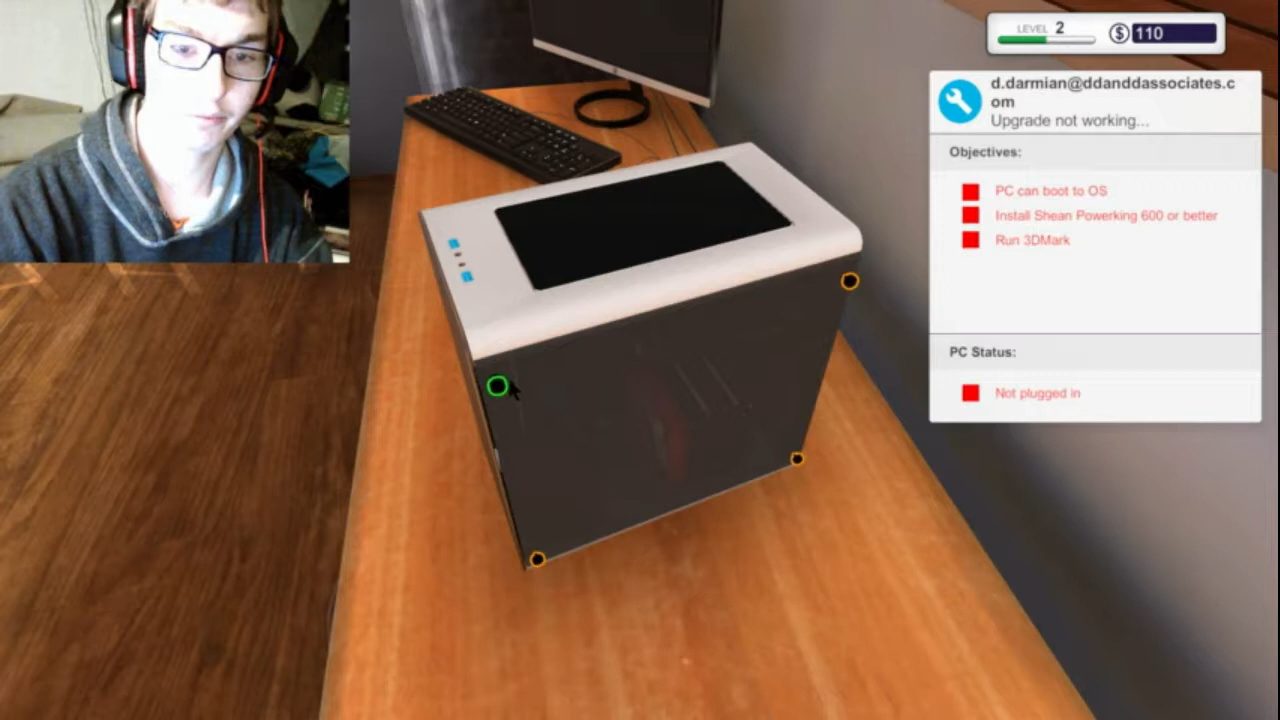 LEVEL 2
$ 110
d.darmian@ddanddassociates.c
om
Upgrade not working...
Objectives:
PC can boot to OS
Install Shean Powerking 600 or better
Run 3DMark
PC Status:
Not plugged in